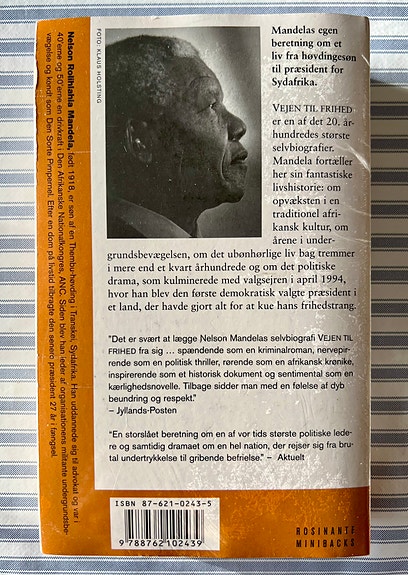 Nelson Rolihlahla Mandela, født 1918, er søn af en Thembu-høvding i Transkei, Sydafrika. Han uddannede sig til advokat og var i
40'erne og 50'erne en drivkraft i Den Afrikanske Nationalkongres, ANC. Siden blev han leder af organisationens militante undergrundsbe-
vægelse og kendt som Den Sorte Pimpernel. Efter en dom på livstid tilbragte den senere præsident 27 år i fængsel.
FOTO: KLAUS HOLSTING
Mandelas egen
beretning om et
liv fra høvdingesøn
til præsident for
Sydafrika.
VEJEN TIL FRIHED
er en af det 20. år-
hundredes største
selvbiografier.
Mandela fortæller
her sin fantastiske
livshistorie: om
opvæksten i en
traditionel afri-
kansk kultur, om
årene i under-
grundsbevægelsen, om det ubønhørlige liv bag tremmer
i mere end et kvart århundrede og om det politiske
drama, som kulminerede med valgsejren i april 1994,
hvor han blev den første demokratisk valgte præsident i
et land, der havde gjort alt for at kue hans frihedstrang.
"Det er svært at lægge Nelson Mandelas selvbiografi VEJEN TIL
FRIHED fra sig ... spændende som en kriminalroman, nervepir-
rende som en politisk thriller, rørende som en afrikansk krønike,
inspirerende som et historisk dokument og sentimental som en
kærlighedsnovelle. Tilbage sidder man med en følelse af dyb
beundring og respekt."
– Jyllands-Posten
"En storslået beretning om en af vor tids største politiske lede-
re og samtidig dramaet om en hel nation, der rejser sig fra bru-
tal undertrykkelse til gribende befrielse." – Aktuelt
ISBN 87-621-0243-5
9 788762 102439
ROSINANTE
MINIBACKS